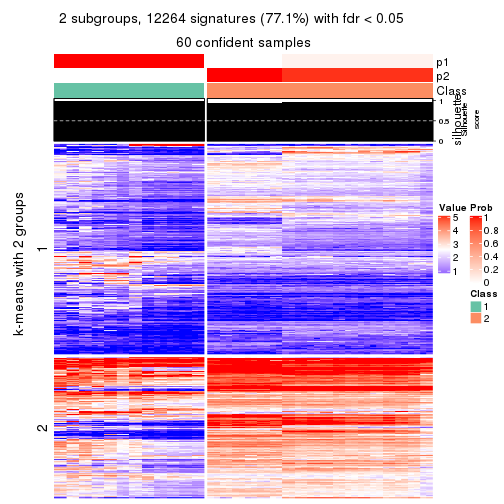 2 subgroups, 12264 signatures (77.1%) with fdr < 0.05
60 confident samples
p1
p2
Class
silhouette
Silhouette
score
1
0.5
0
k-means with 2 groups
1
2
Value
5
4
3
2
1
Prob
1
0.8
0.6
0.4
0.2
0
Class
1
2